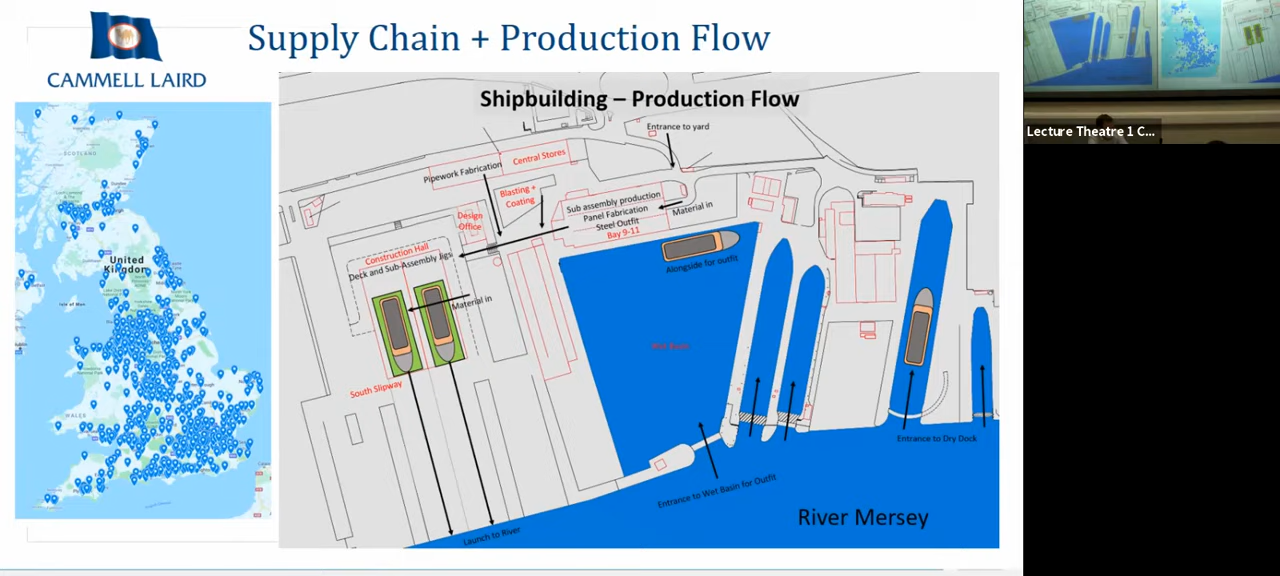 Supply Chain + Production Flow
CAMMELL LAIRD
Shipbuilding – Production Flow
Entrance to yard
Central Stores
Pipework Fabrication
Blasting +
Coating
Sub assembly production
Panel Fabrication
Steel Outfit
Bay 9-11
Material in
Design
Office
Construction Hall
Deck and Sub-Assembly Jigs
Alongside for outfit
Material in
South Slipway
Entrance to Dry Dock
Entrance to Wet Basin for Outfit
River Mersey
Launch to River
SCOTLAND
United
Kingdom
Isle of Man
WALES
Lecture Theatre 1 C...